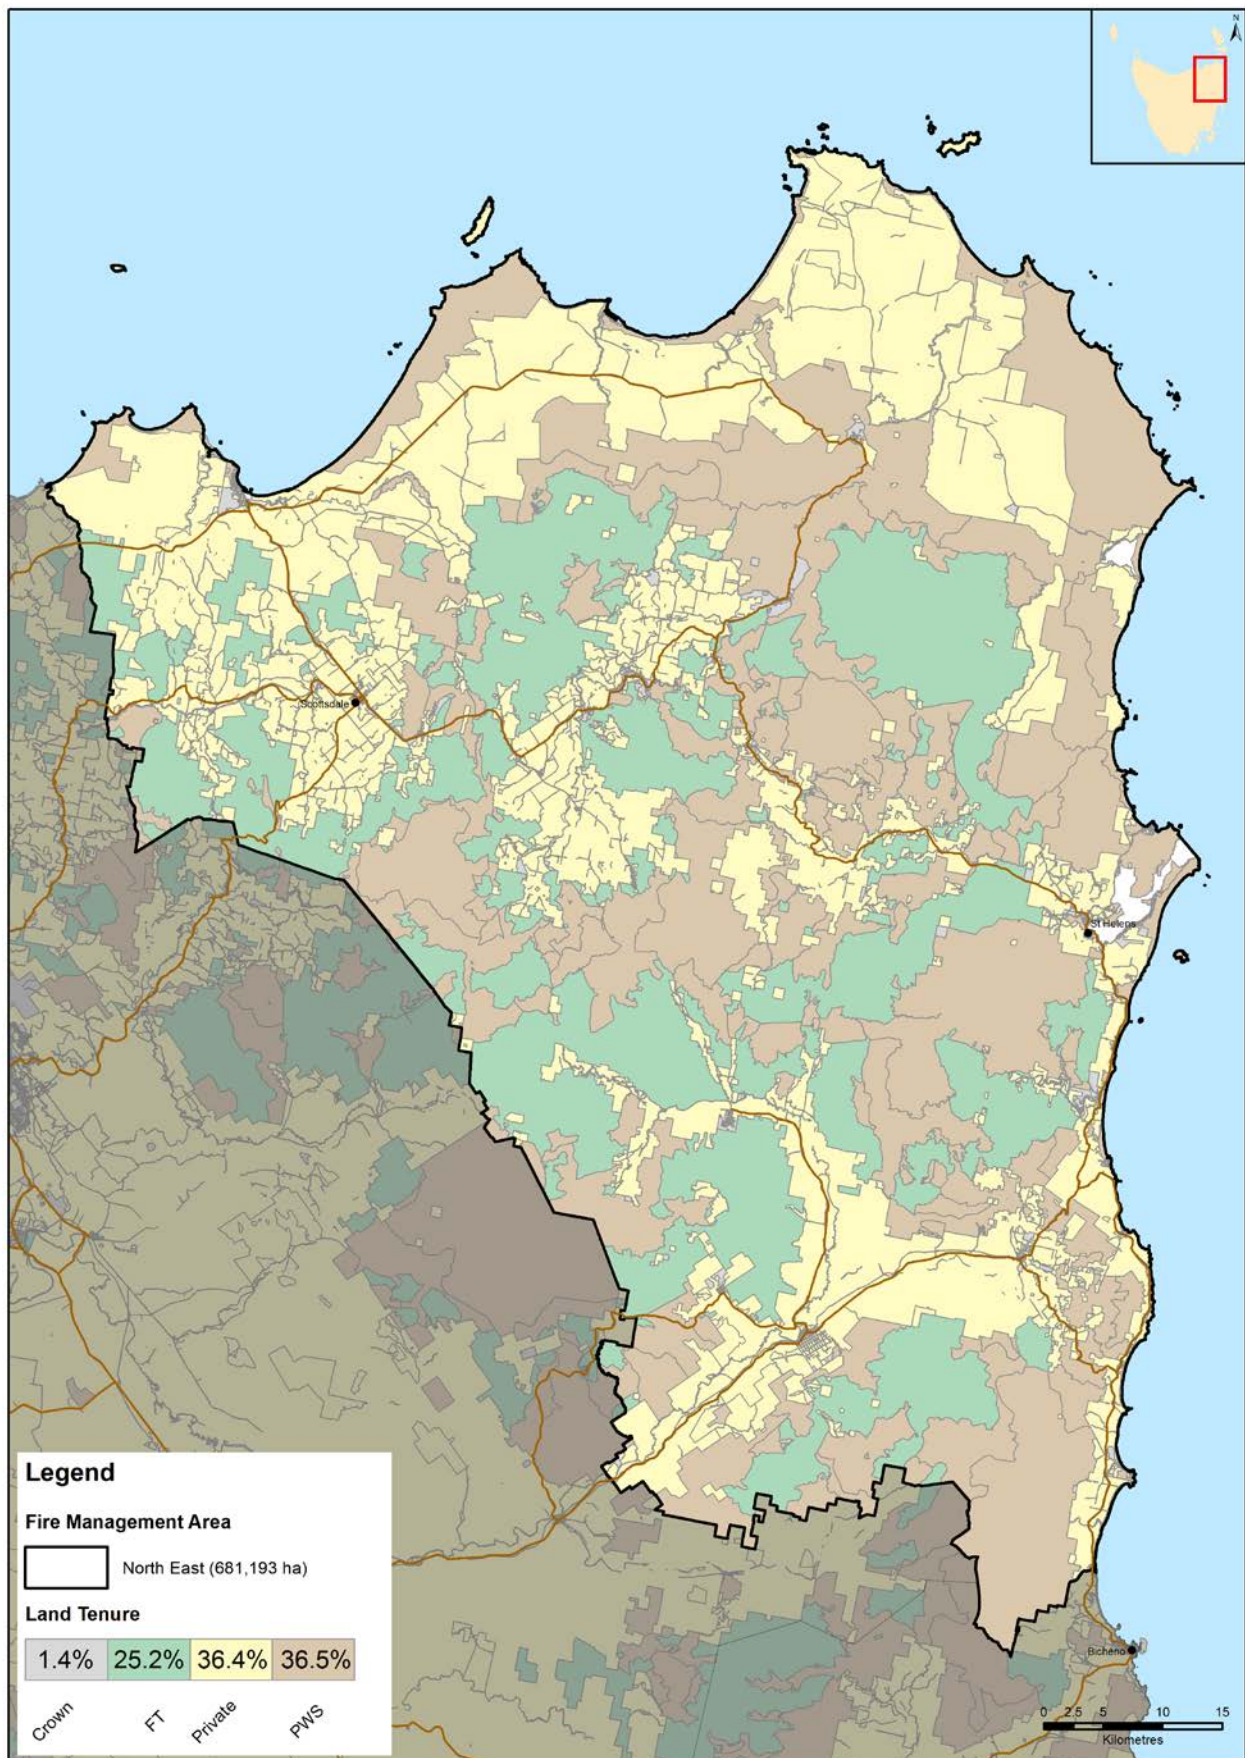 N
Scottsdale
St Helens
Bicheno
Legend
Fire Management Area
North East (681,193 ha)
Land Tenure
1.4% 25.2% 36.4% 36.5%
Crown FT Private PWS
0 2.5 5 10 15
Kilometres